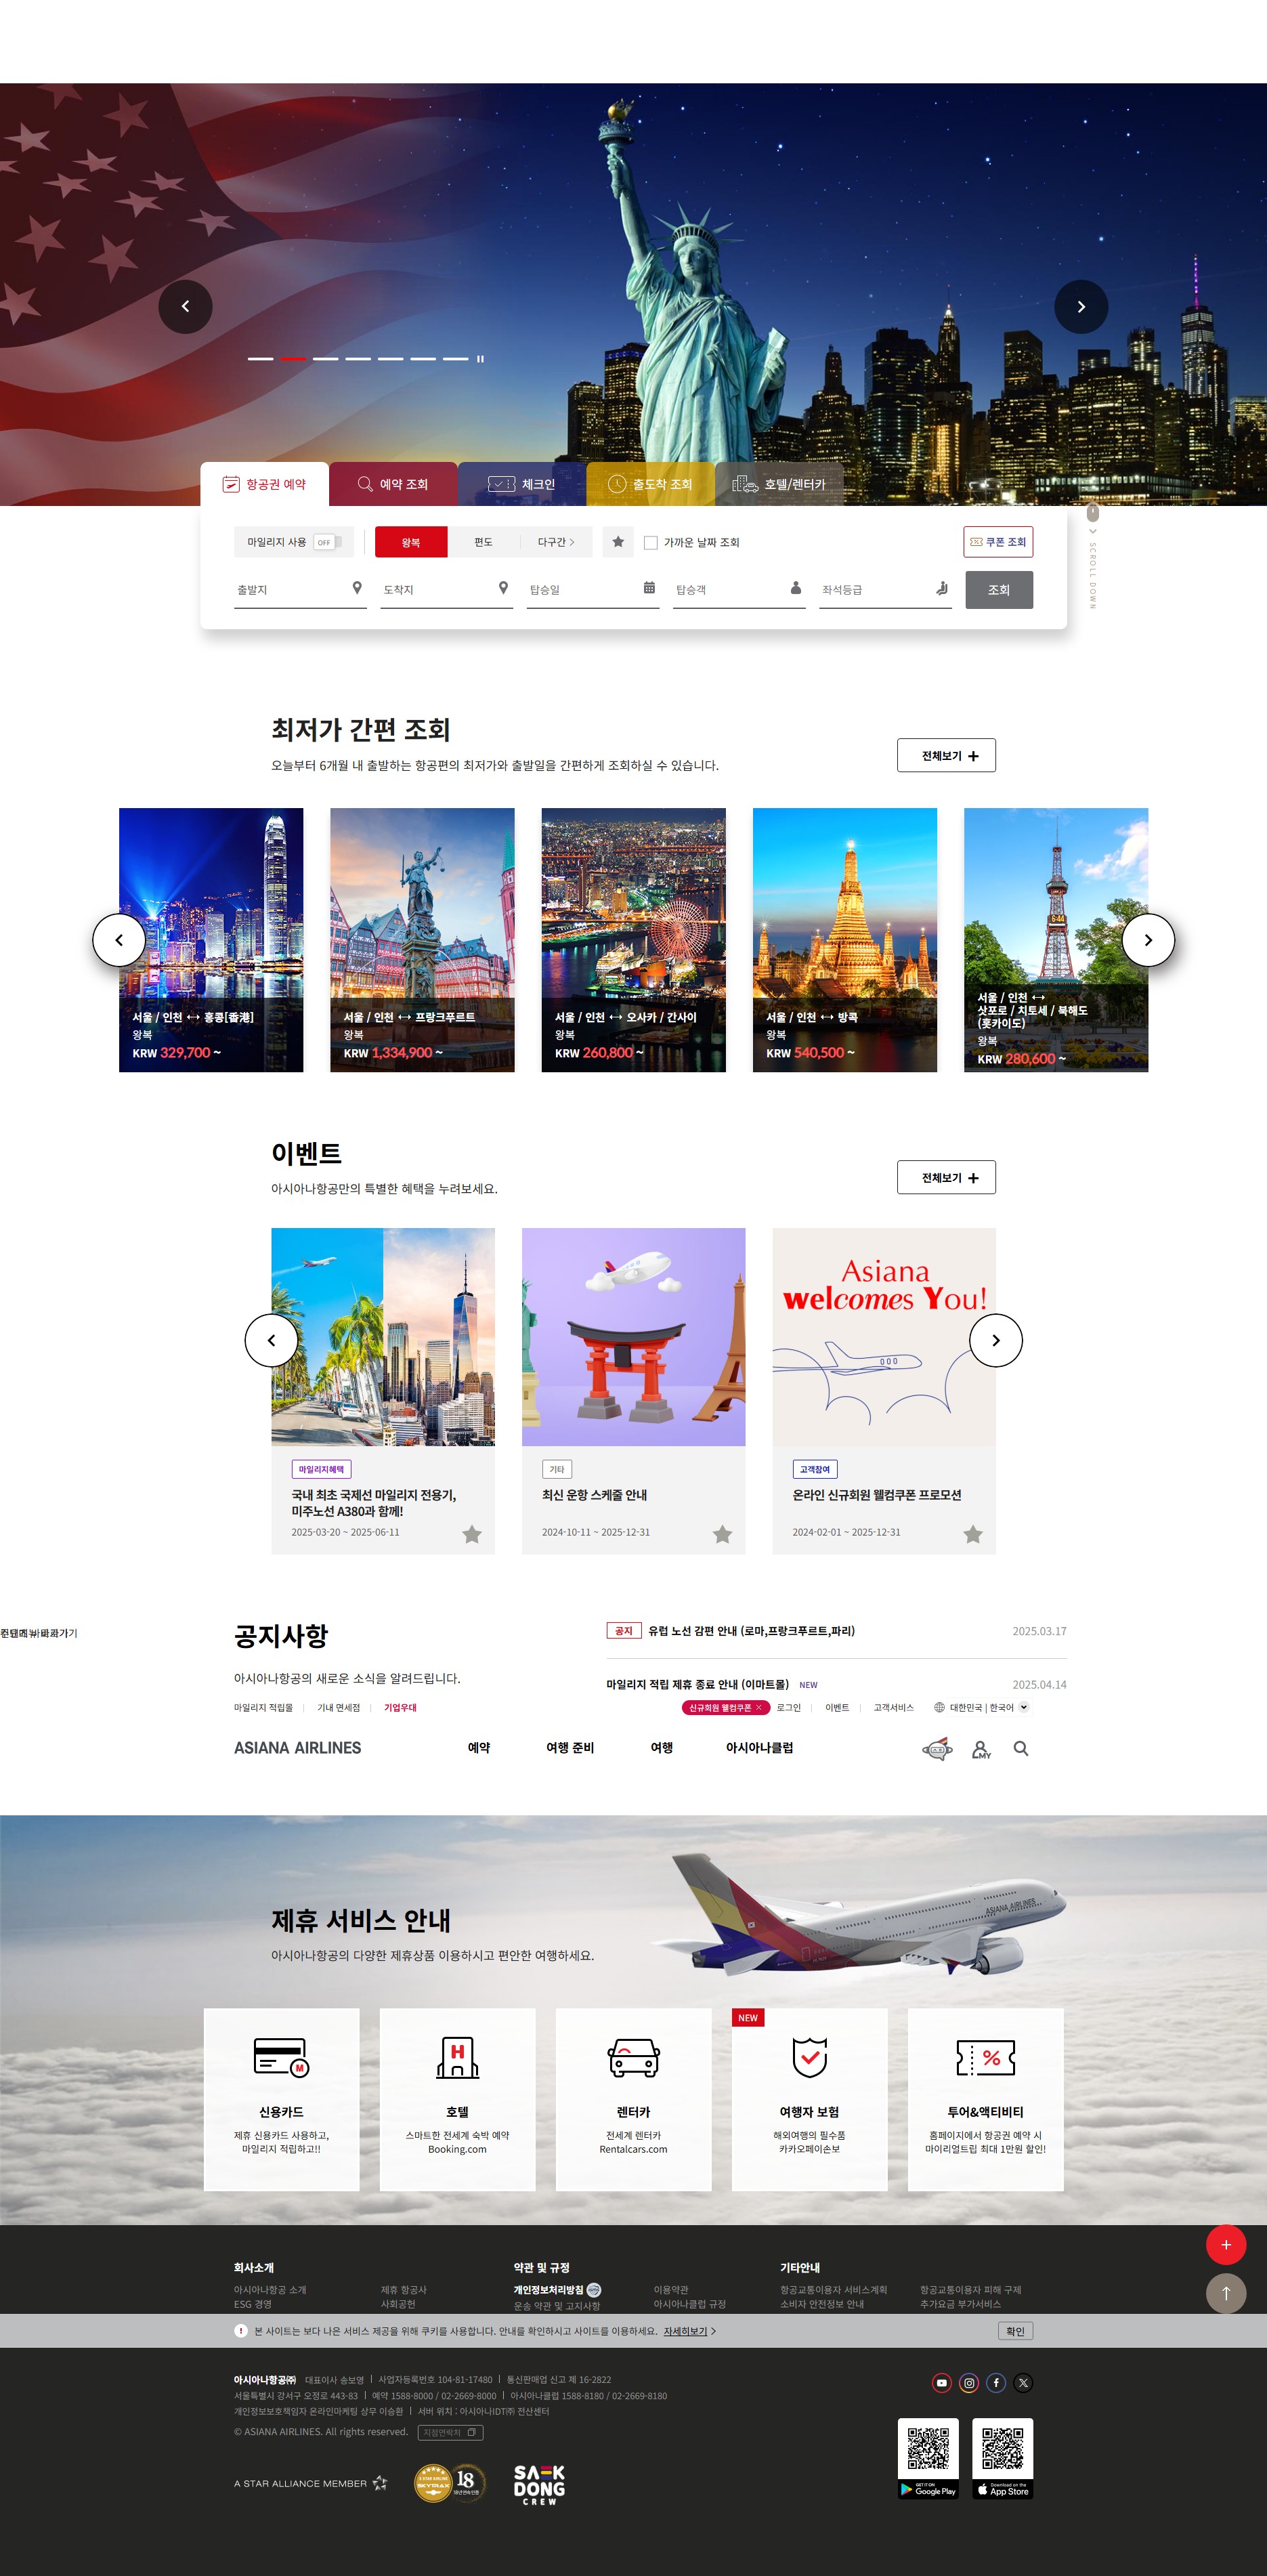 항공권 예약
예약 조회
체크인
출도착 조회
호텔/렌터카
마일리지 사용 OFF
왕복
편도
다구간
가까운 날짜 조회
쿠폰 조회
출발지
도착지
탑승일
탑승객
좌석등급
조회
SCROLL DOWN
최저가 간편 조회
오늘부터 6개월 내 출발하는 항공편의 최저가와 출발일을 간편하게 조회하실 수 있습니다.
전체보기
서울 / 인천 ↔ 홍콩[香港]
왕복
KRW 329,700 ~
서울 / 인천 ↔ 프랑크푸르트
왕복
KRW 1,334,900 ~
서울 / 인천 ↔ 오사카 / 간사이
왕복
KRW 260,800 ~
서울 / 인천 ↔ 방콕
왕복
KRW 540,500 ~
서울 / 인천 ↔
삿포로 / 치토세 / 북해도
(홋카이도)
왕복
KRW 280,600 ~
이벤트
아시아나항공만의 특별한 혜택을 누려보세요.
전체보기
Asiana
welcomes You!
마일리지혜택
국내 최초 국제선 마일리지 전용기,
미주노선 A380과 함께!
2025-03-20 ~ 2025-06-11
기타
최신 운항 스케줄 안내
2024-10-11 ~ 2025-12-31
고객참여
온라인 신규회원 웰컴쿠폰 프로모션
2024-02-01 ~ 2025-12-31
공지사항
아시아나항공의 새로운 소식을 알려드립니다.
공지 유럽 노선 감편 안내 (로마,프랑크푸르트,파리) 2025.03.17
마일리지 적립 제휴 종료 안내 (이마트몰) NEW 2025.04.14
마일리지 적립몰
기내 면세점
기업우대
신규회원 웰컴쿠폰
로그인
이벤트
고객서비스
대한민국 | 한국어
ASIANA AIRLINES
예약
여행 준비
여행
아시아나클럽
MY
제휴 서비스 안내
아시아나항공의 다양한 제휴상품 이용하시고 편안한 여행하세요.
ASIANA AIRLINES
신용카드
제휴 신용카드 사용하고,
마일리지 적립하고!!
호텔
스마트한 전세계 숙박 예약
Booking.com
렌터카
전세계 렌터카
Rentalcars.com
NEW
여행자 보험
해외여행의 필수품
카카오페이손보
투어&액티비티
홈페이지에서 항공권 예약 시
마이리얼트립 최대 1만원 할인!
회사소개
아시아나항공 소개
제휴 항공사
ESG 경영
사회공헌
약관 및 규정
개인정보처리방침
이용약관
운송 약관 및 고지사항
아시아나클럽 규정
기타안내
항공교통이용자 서비스계획
항공교통이용자 피해 구제
소비자 안전정보 안내
추가요금 부가서비스
본 사이트는 보다 나은 서비스 제공을 위해 쿠키를 사용합니다. 안내를 확인하시고 사이트를 이용하세요. 자세히보기
확인
아시아나항공㈜ 대표이사 송보영 | 사업자등록번호 104-81-17480 | 통신판매업 신고 제 16-2822
서울특별시 강서구 오정로 443-83 | 예약 1588-8000 / 02-2669-8000 | 아시아나클럽 1588-8180 / 02-2669-8180
개인정보보호책임자 온라인마케팅 상무 이승환 | 서버 위치 : 아시아나IDT㈜ 전산센터
© ASIANA AIRLINES. All rights reserved. 지점연락처
A STAR ALLIANCE MEMBER
SKYTRAX
18
SAEK
DONG
CREW
GET IT ON
Google Play
Download on the
App Store